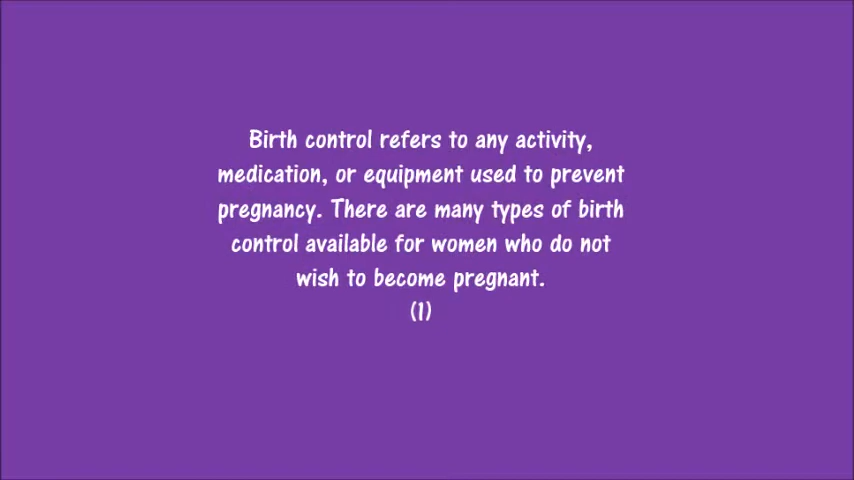 Birth control refers to any activity,
medication, or equipment used to prevent
pregnancy. There are many types of birth
control available for women who do not
wish to become pregnant.
(1)